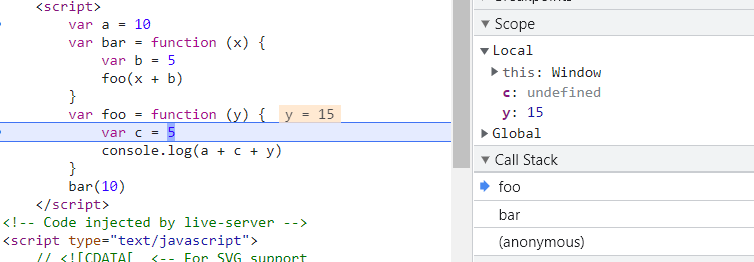 <script>
var a = 10
var bar = function (x) {
var b = 5
foo(x + b)
}
var foo = function (y) { y = 15
var c = 5
console.log(a + c + y)
}
bar(10)
</script>
<!-- Code injected by live-server -->
<script type="text/javascript">
// <![CDATA[ <-- For SVG support
Scope
Local
this: Window
c: undefined
y: 15
Global
Call Stack
foo
bar
(anonymous)